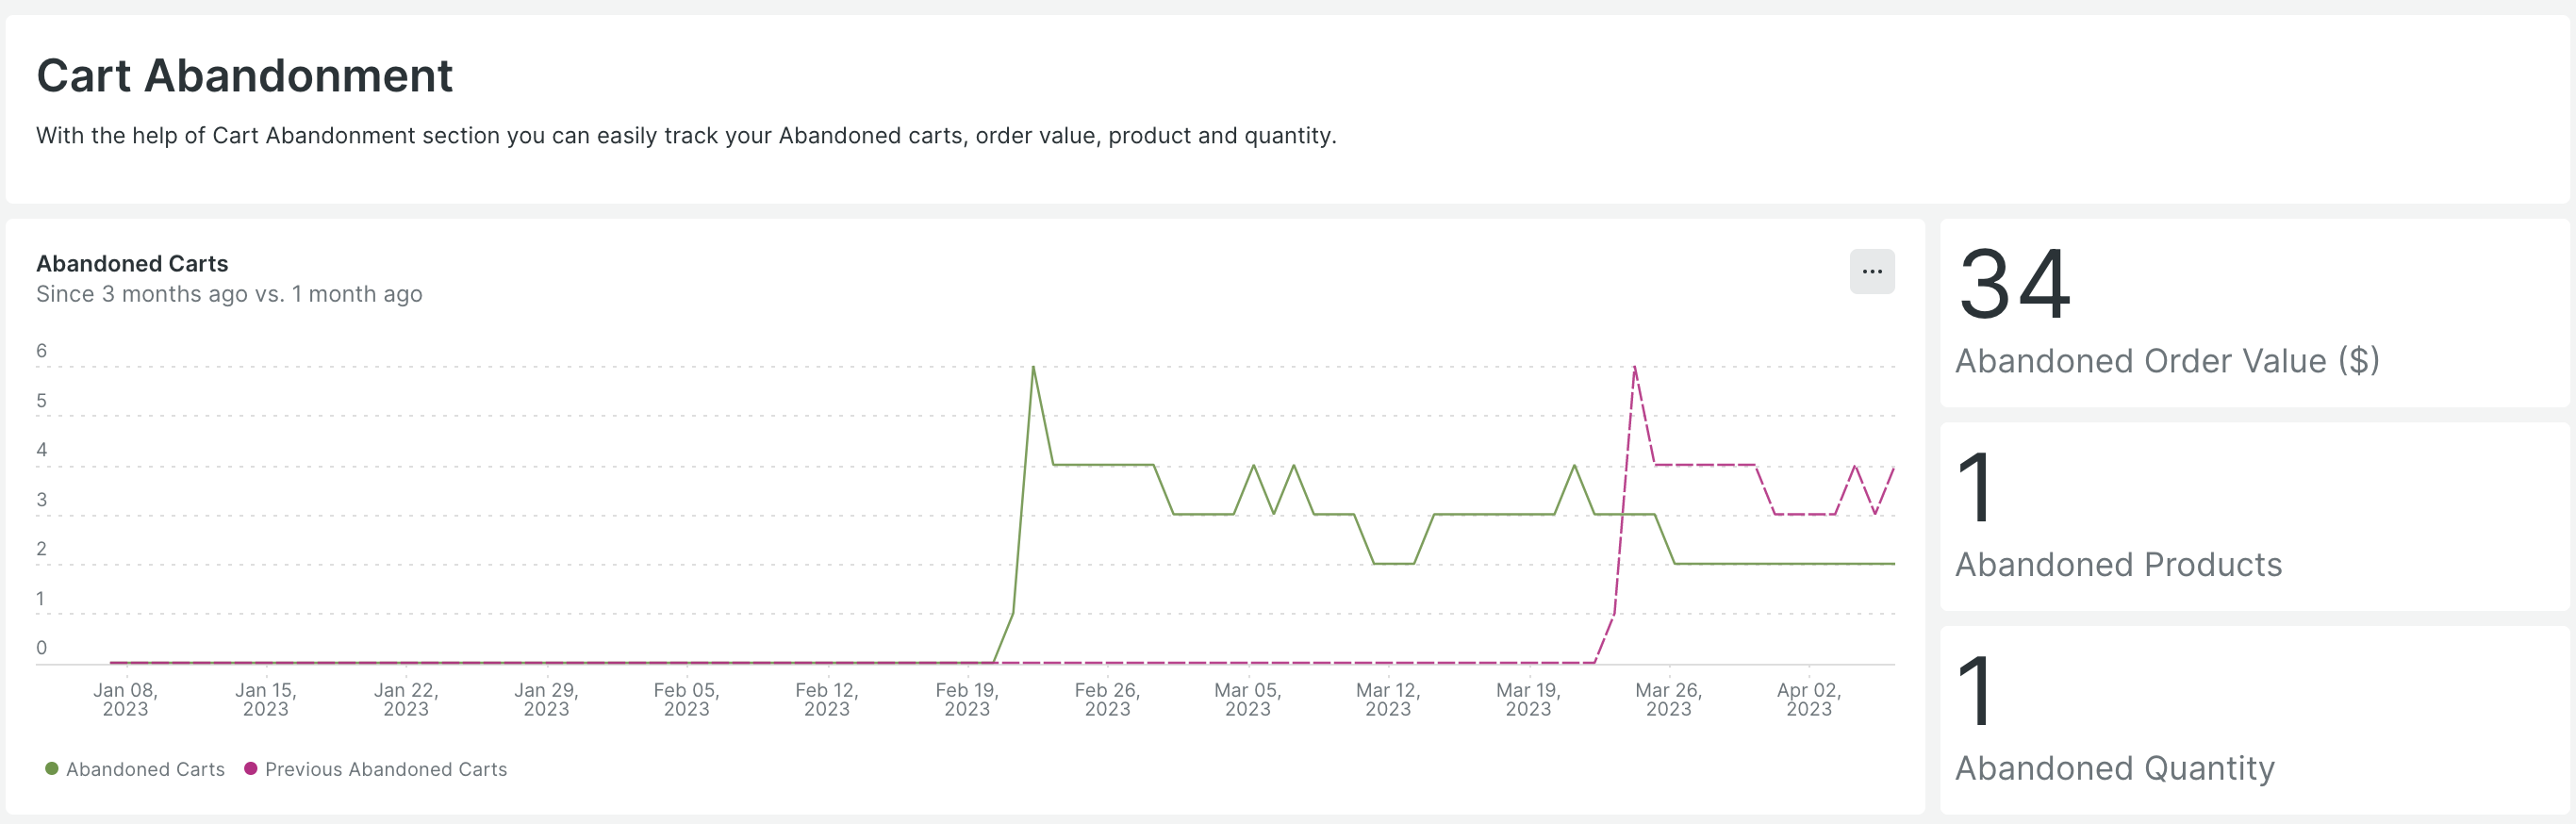 Cart Abandonment
With the help of Cart Abandonment section you can easily track your Abandoned carts, order value, product and quantity.
Abandoned Carts
Since 3 months ago vs. 1 month ago
...
6
5
4
3
2
1
0
Jan 08,
2023
Jan 15,
2023
Jan 22,
2023
Jan 29,
2023
Feb 05,
2023
Feb 12,
2023
Feb 19,
2023
Feb 26,
2023
Mar 05,
2023
Mar 12,
2023
Mar 19,
2023
Mar 26,
2023
Apr 02,
2023
Abandoned Carts
Previous Abandoned Carts
34
Abandoned Order Value ($)
1
Abandoned Products
1
Abandoned Quantity